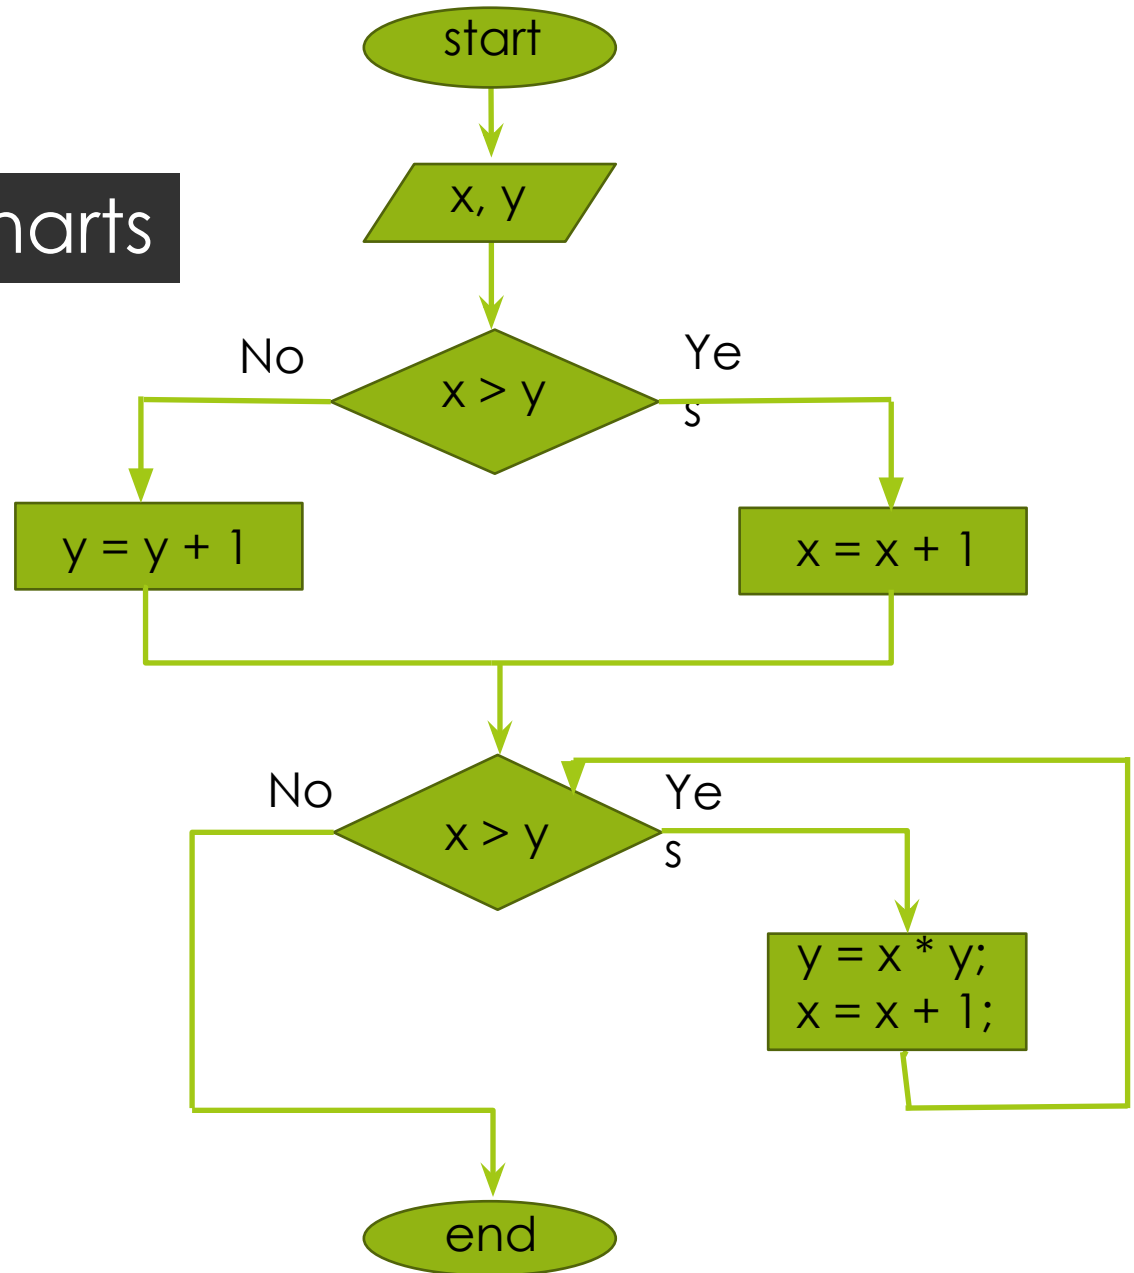 start
x, y
harts
No
Ye
s
x > y
y = y + 1
x = x + 1
No
Ye
s
x > y
y = x * y;
x = x + 1;
end